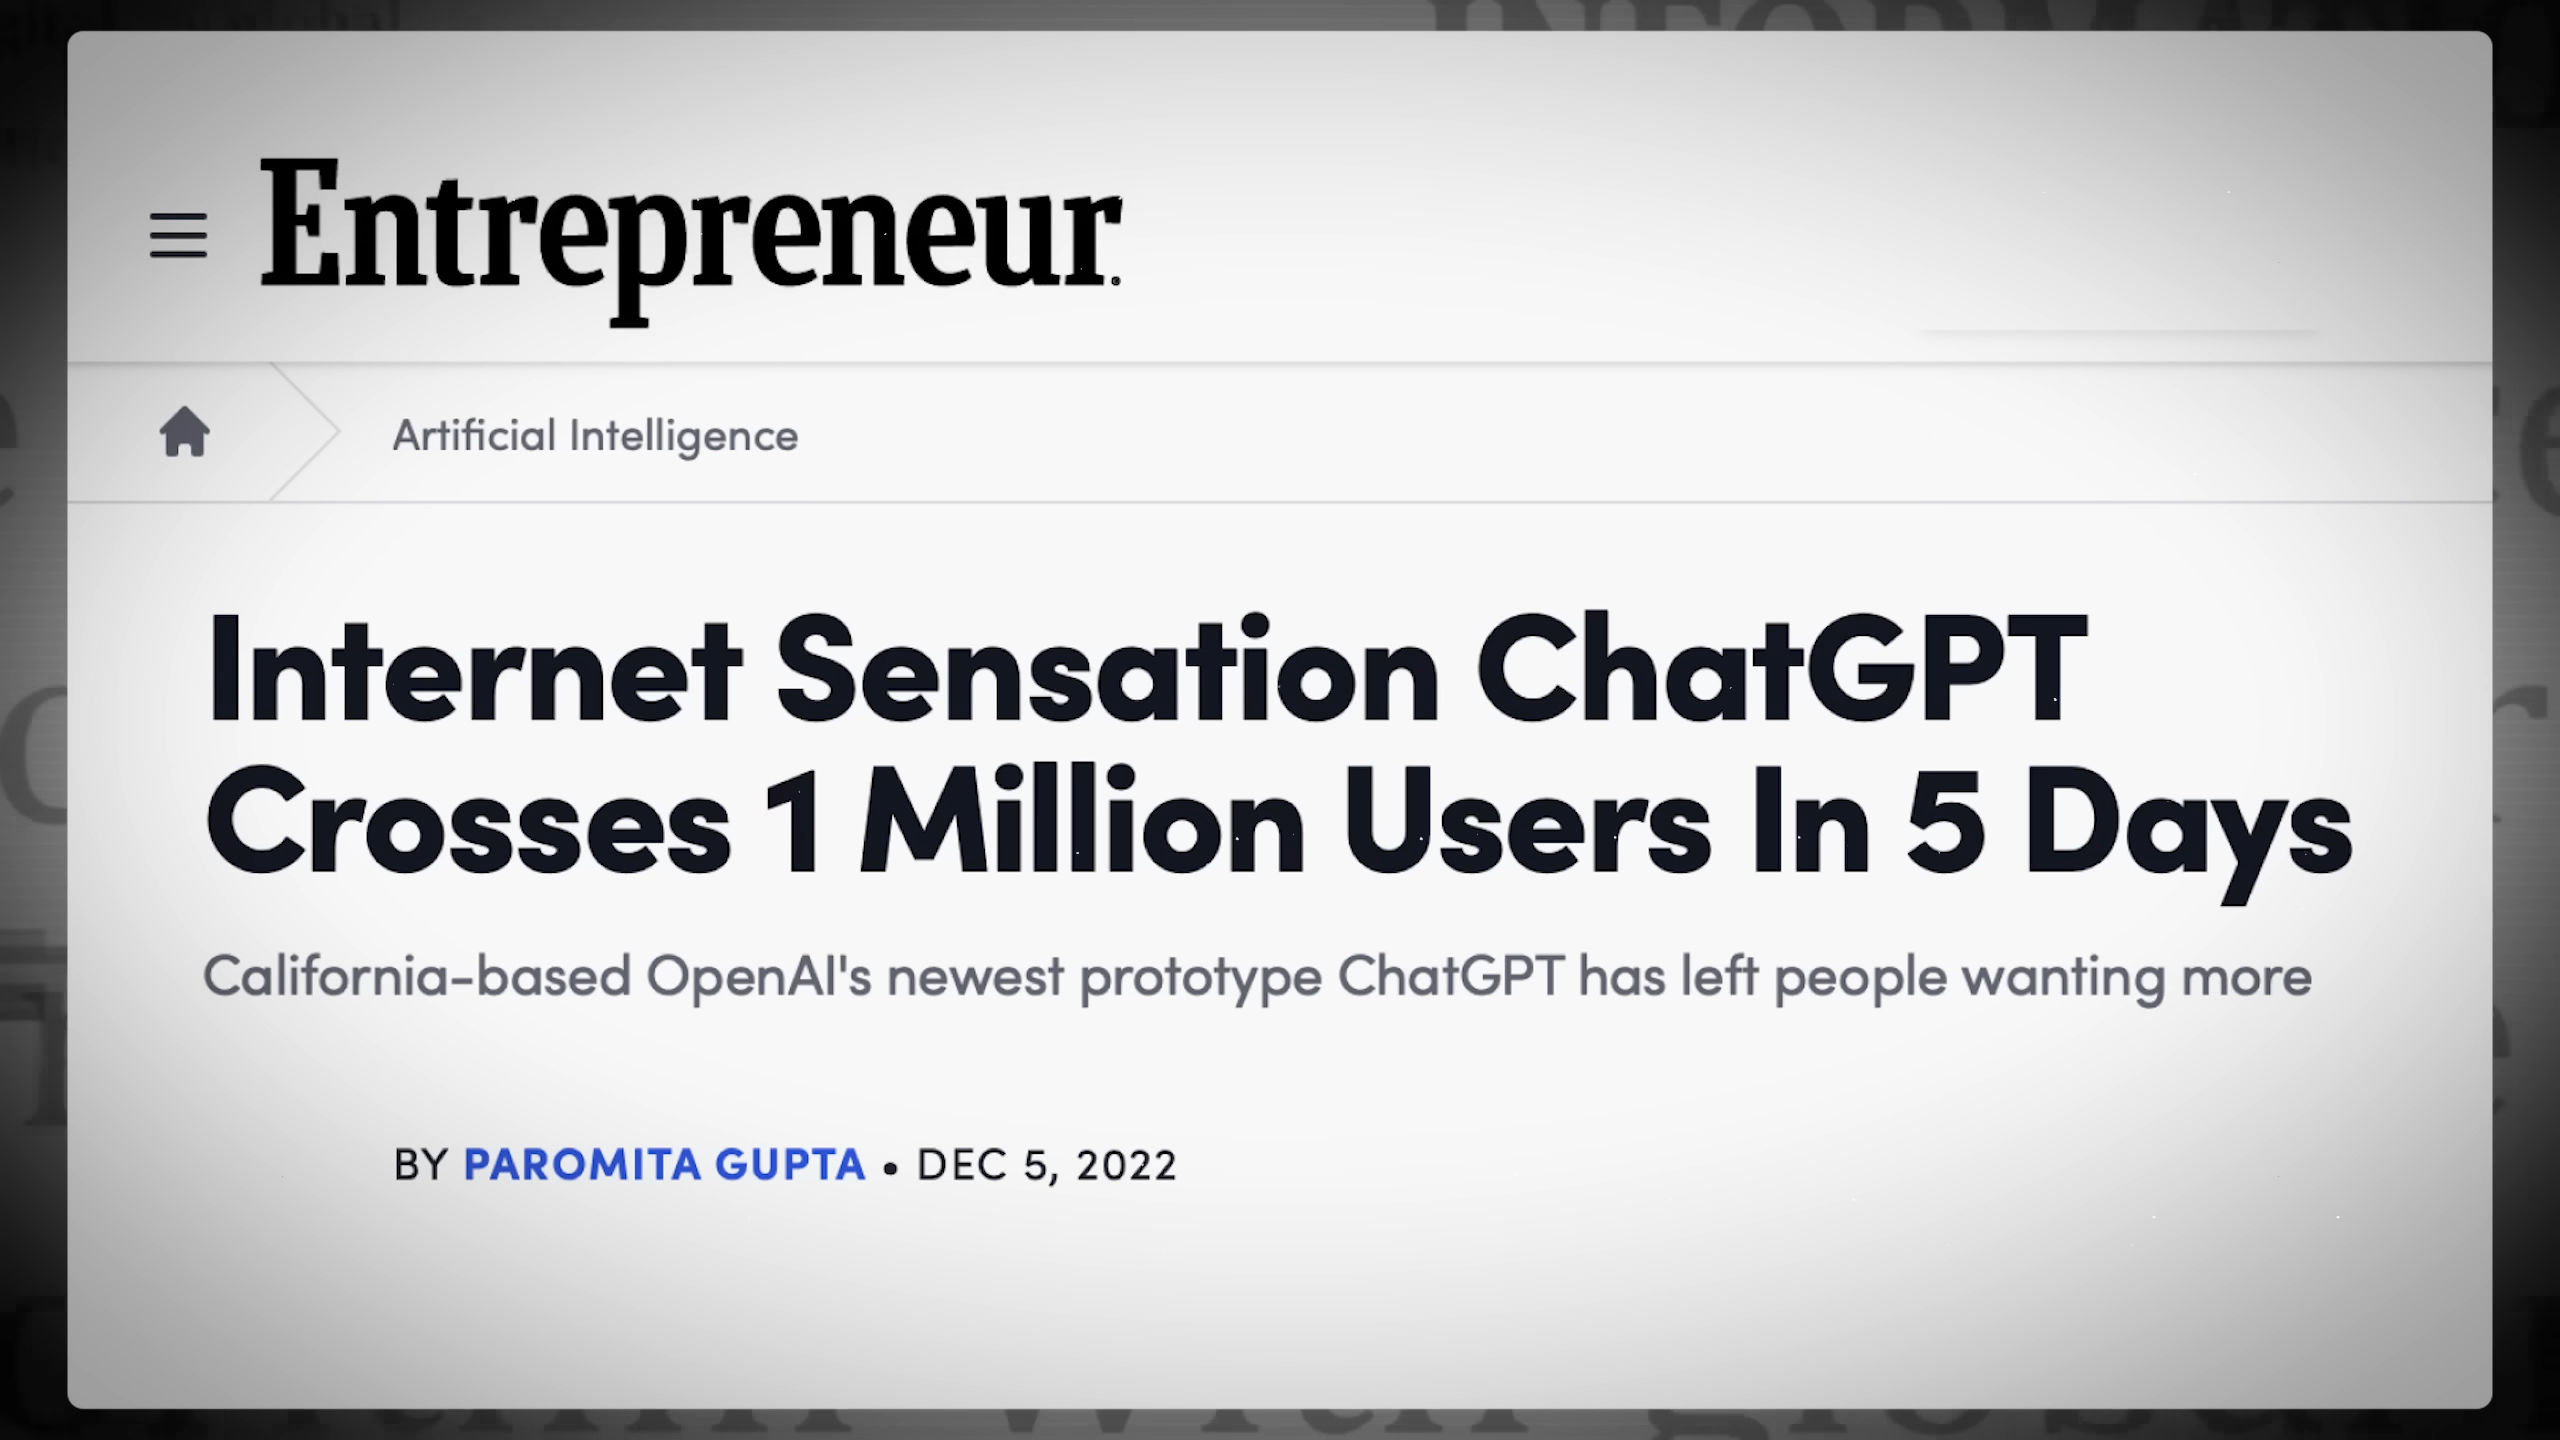 Entrepreneur.
Artificial Intelligence
Internet Sensation ChatGPT
Crosses 1 Million Users In 5 Days
California-based OpenAI's newest prototype ChatGPT has left people wanting more
BY PAROMITA GUPTA • DEC 5, 2022